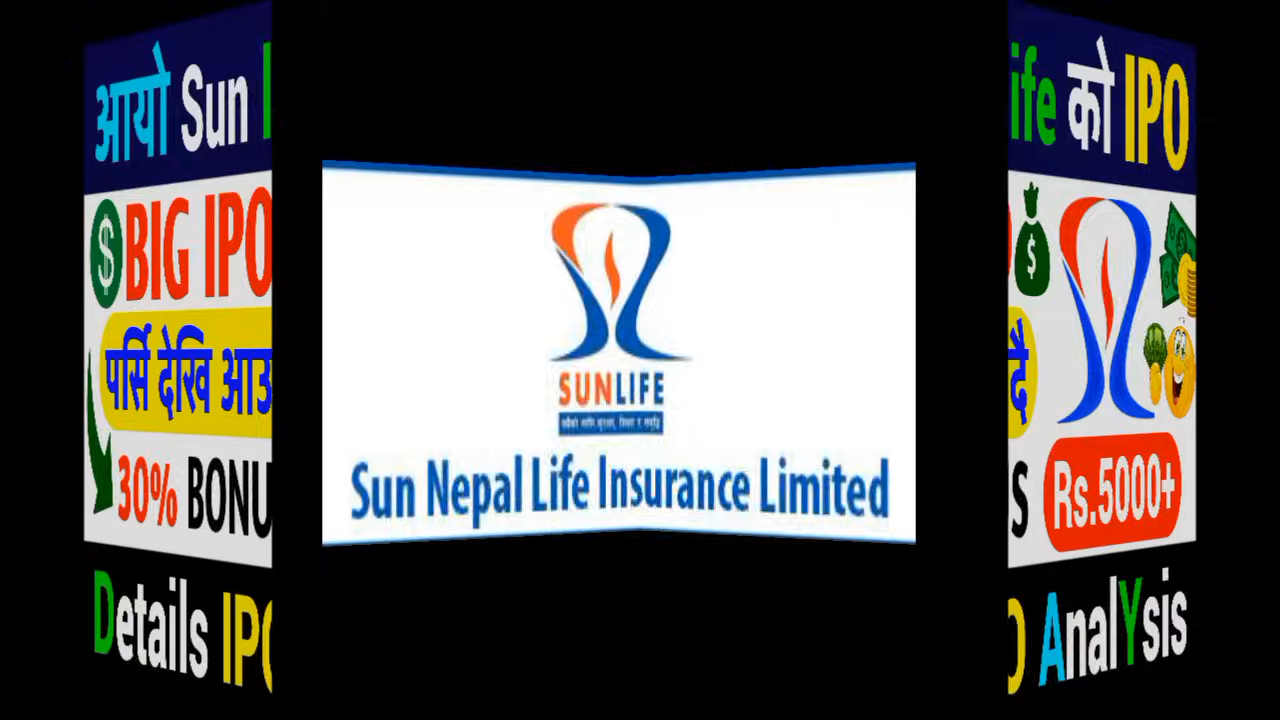 आयो Sun
BIG IPO
पर्सि देखि आउ
30% BONU
Details IPO
SUNLIFE
Sun Nepal Life Insurance Limited
ife को IPO
दै
S Rs.5000+
O AnalYsis